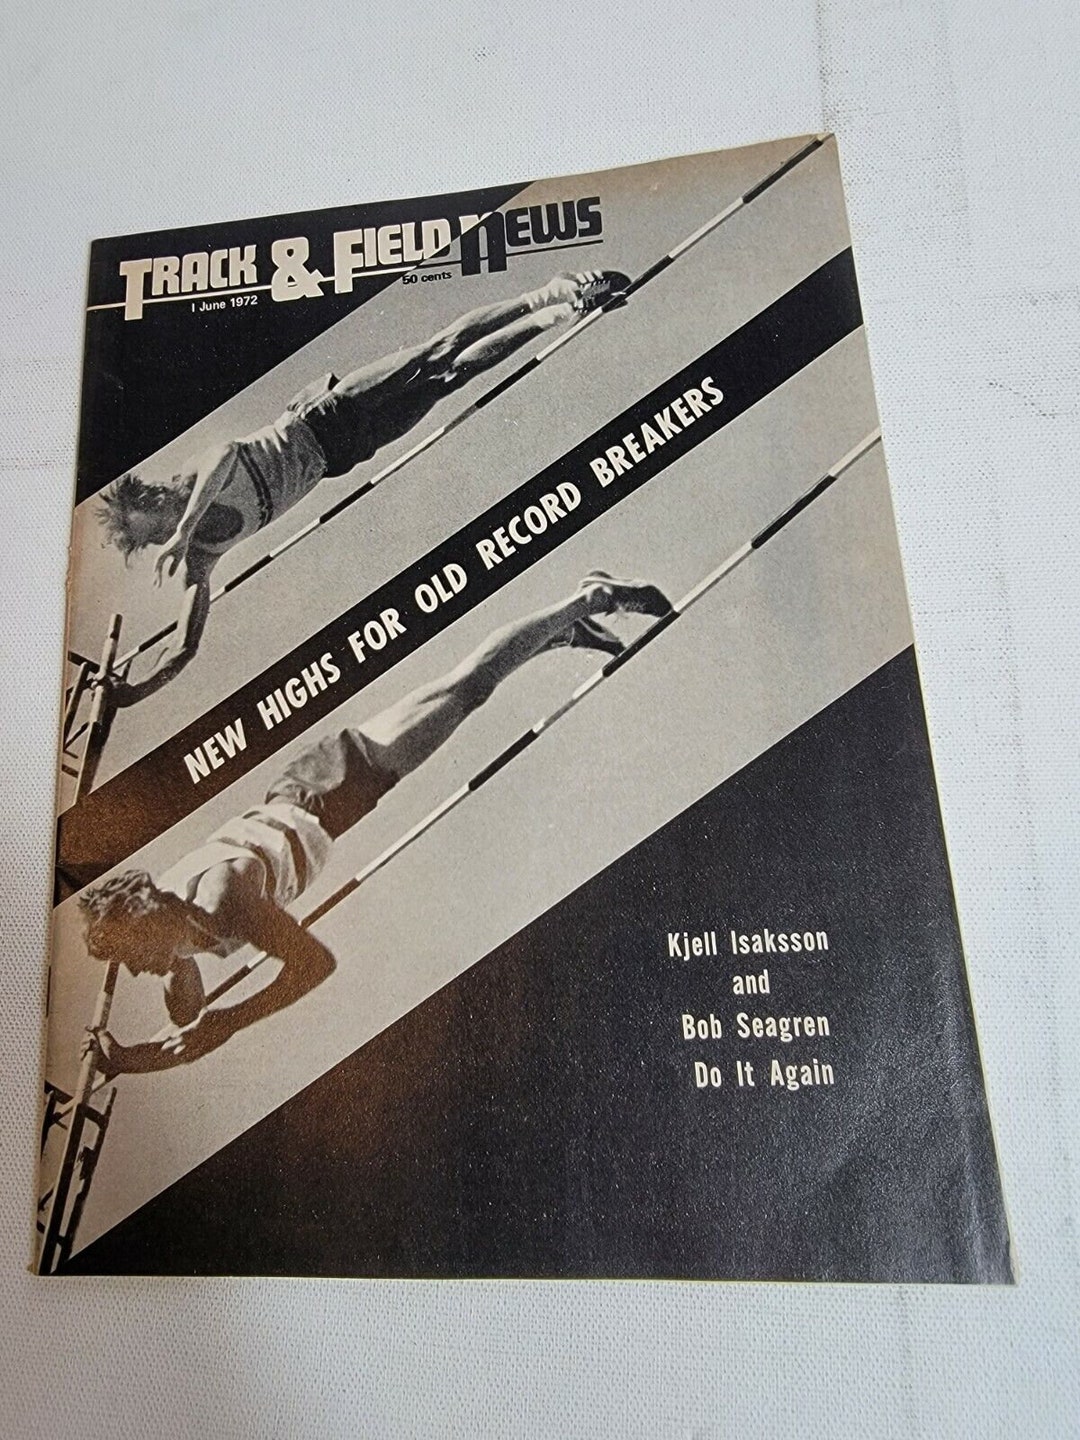 TRACK & FIELD NEWS
1 June 1972
50 cents
NEW HIGHS FOR OLD RECORD BREAKERS
Kjell Isaksson
and
Bob Seagren
Do It Again